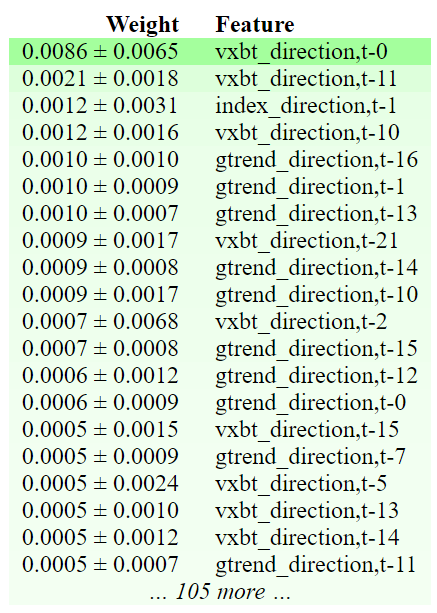 Weight Feature
0.0086 ± 0.0065 vxbt_direction,t-0
0.0021 ± 0.0018 vxbt_direction,t-11
0.0012 ± 0.0031 index_direction,t-1
0.0012 ± 0.0016 vxbt_direction,t-10
0.0010 ± 0.0010 gtrend_direction,t-16
0.0010 ± 0.0009 gtrend_direction,t-1
0.0010 ± 0.0007 gtrend_direction,t-13
0.0009 ± 0.0017 vxbt_direction,t-21
0.0009 ± 0.0008 gtrend_direction,t-14
0.0009 ± 0.0017 gtrend_direction,t-10
0.0007 ± 0.0068 vxbt_direction,t-2
0.0007 ± 0.0008 gtrend_direction,t-15
0.0006 ± 0.0012 gtrend_direction,t-12
0.0006 ± 0.0009 gtrend_direction,t-0
0.0005 ± 0.0015 vxbt_direction,t-15
0.0005 ± 0.0009 gtrend_direction,t-7
0.0005 ± 0.0024 vxbt_direction,t-5
0.0005 ± 0.0010 vxbt_direction,t-13
0.0005 ± 0.0012 vxbt_direction,t-14
0.0005 ± 0.0007 gtrend_direction,t-11
… 105 more …